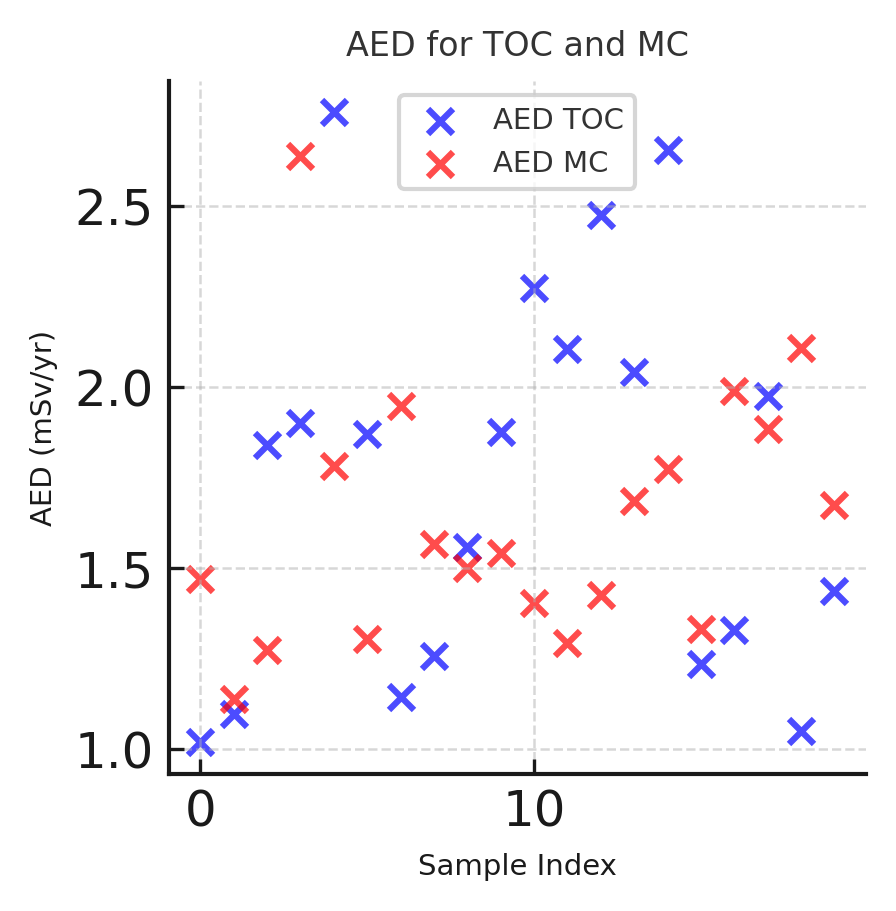 AED for TOC and MC
AED TOC
AED MC
2.5
2.0
1.5
1.0
AED (mSv/yr)
0 10
Sample Index